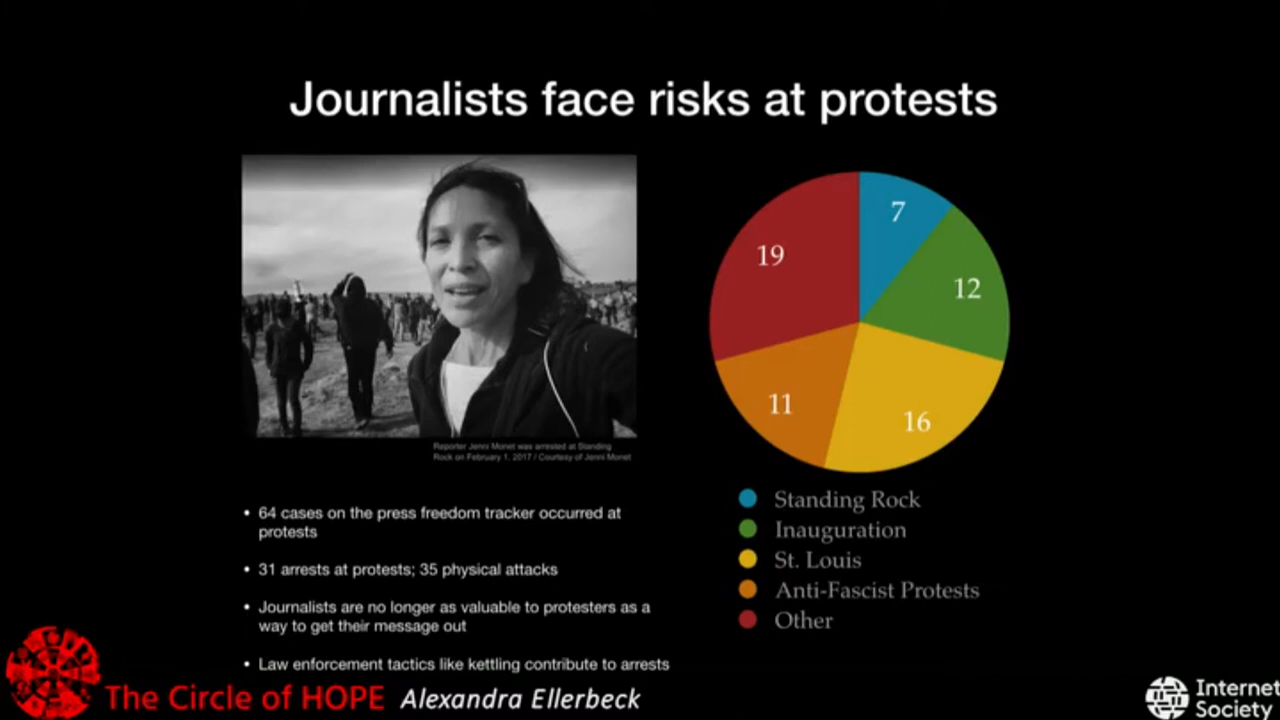 Journalists face risks at protests
Reporter Jenni Monet was arrested at Standing
Rock on February 1, 2017 / Courtesy of Jenni Monet
• 64 cases on the press freedom tracker occurred at
protests
• 31 arrests at protests; 35 physical attacks
• Journalists are no longer as valuable to protesters as a
way to get their message out
• Law enforcement tactics like kettling contribute to arrests
7
12
19
11
16
Standing Rock
Inauguration
St. Louis
Anti-Fascist Protests
Other
The Circle of HOPE Alexandra Ellerbeck
Internet
Society